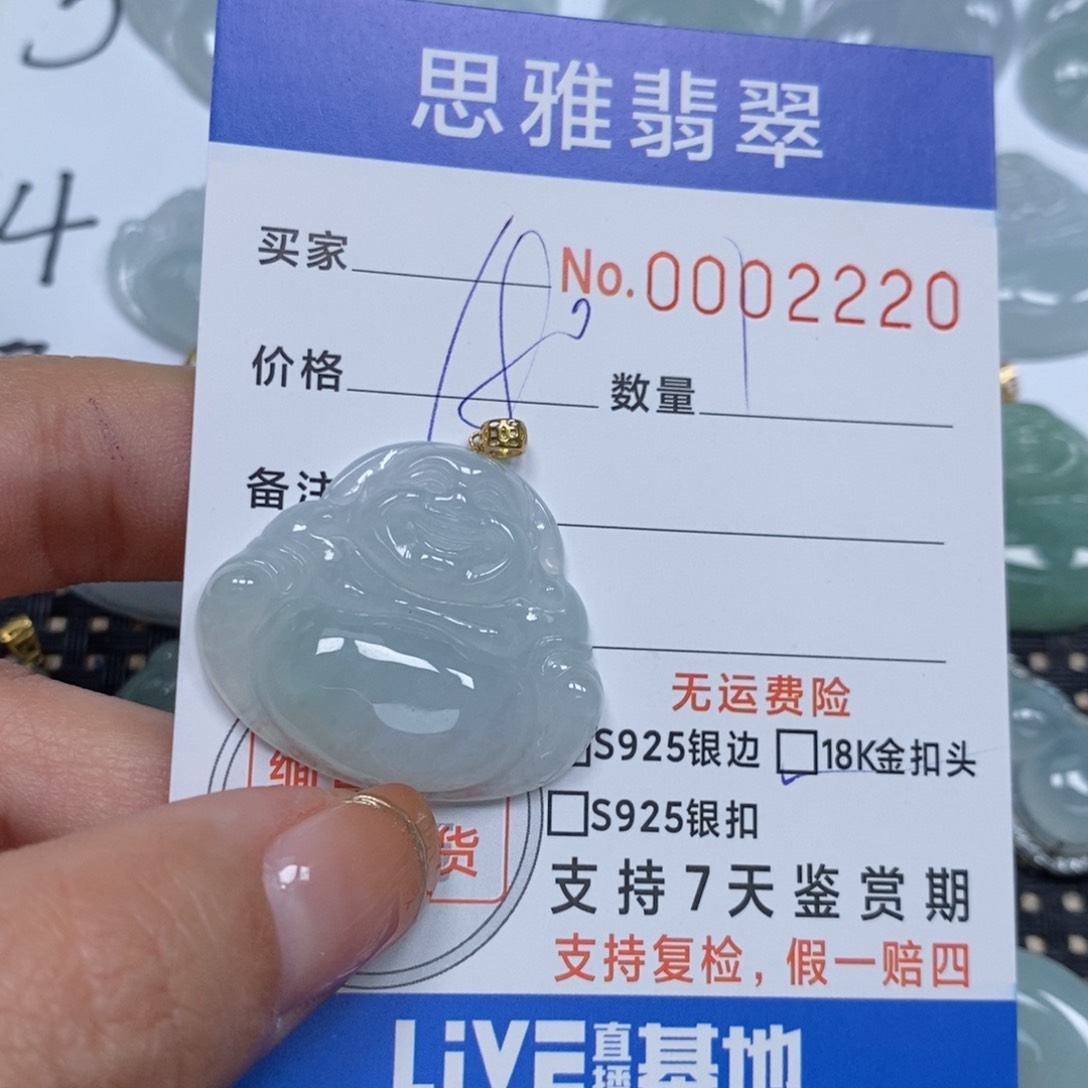 思雅翡翠
买家 No.0002220
价格 数量
备注
无运费险
S925银边 18K金扣头
S925银扣
货
支持7天鉴赏期
支持复检，假一赔四
LiVE直播基地
4